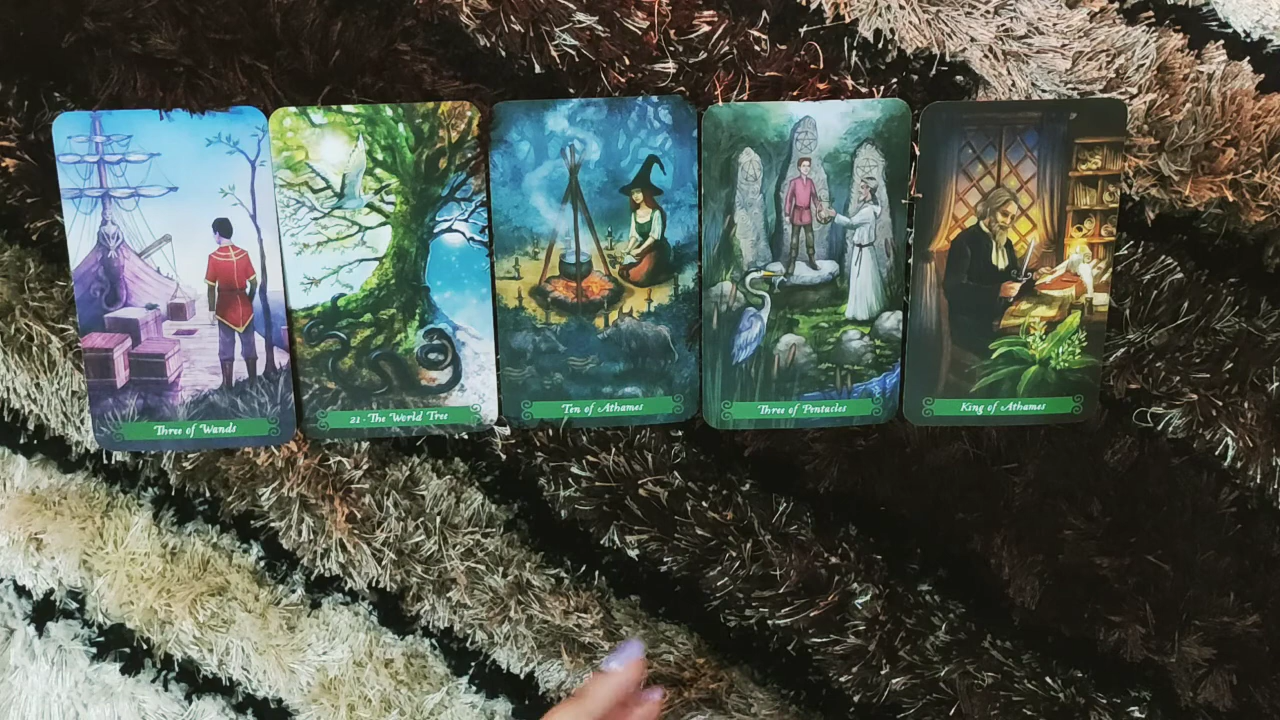 Three of Wands
21 - The World Tree
Ten of Athames
Three of Pentacles
King of Athames